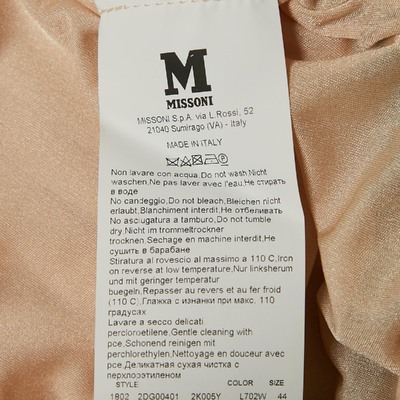 M
MISSONI
MISSONI S.p.A. via L.Rossi, 52
21040 Sumirago (VA) - Italy
MADE IN ITALY
Non lavare con acqua,Do not wash,Nicht
waschen,Ne pas laver avec l'eau,Не стирать
в воде
No candeggio,Do not bleach,Bleichen nicht
erlaubt,Blanchiment interdit,Не отбеливать
No asciugatura a tamburo,Do not tumble
dry,Nicht im trommeltrockner
trocknen,Sechage en machine interdit,Не
сушить в барабане
Stiratura al rovescio al massimo a 110 C,Iron
on reverse at low temperature,Nur linksherum
und mit geringer temperatur
buegeln,Repasser au revers et au fer froid
(110 C),Глажка с изнанки при макс. 110
градусах
Lavare a secco delicati
percloroetilene,Gentle cleaning with
pce,Schonend reinigen mit
perchlorethylen,Nettoyage en douceur avec
pce,Деликатная сухая чистка с
перхлорэтиленом
STYLE COLOR SIZE
1802 2DG00401 2K005Y L702W 44